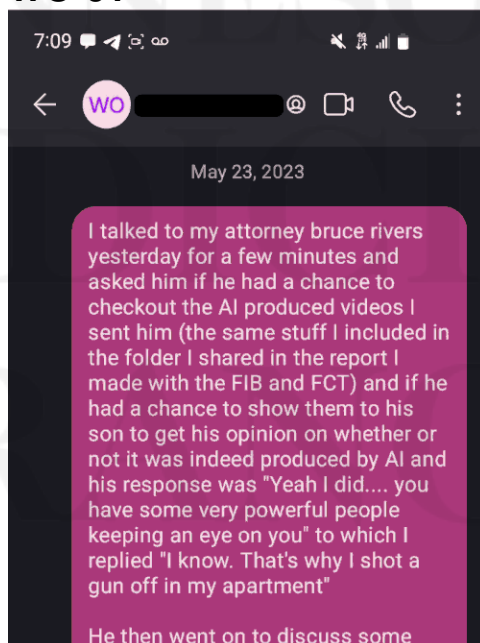 7:09
WO
May 23, 2023
I talked to my attorney bruce rivers
yesterday for a few minutes and
asked him if he had a chance to
checkout the AI produced videos I
sent him (the same stuff I included in
the folder I shared in the report I
made with the FIB and FCT) and if he
had a chance to show them to his
son to get his opinion on whether or
not it was indeed produced by AI and
his response was "Yeah I did.... you
have some very powerful people
keeping an eye on you" to which I
replied "I know. That's why I shot a
gun off in my apartment"
He then went on to discuss some